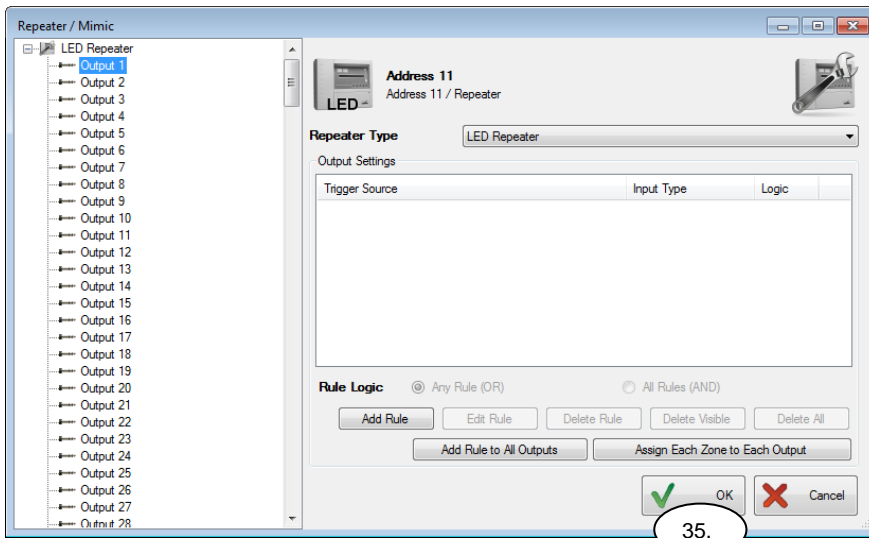 Repeater / Mimic
LED Repeater
Output 1
Output 2
Output 3
Output 4
Output 5
Output 6
Output 7
Output 8
Output 9
Output 10
Output 11
Output 12
Output 13
Output 14
Output 15
Output 16
Output 17
Output 18
Output 19
Output 20
Output 21
Output 22
Output 23
Output 24
Output 25
Output 26
Output 27
Output 28
LED
Address 11
Address 11 / Repeater
Repeater Type LED Repeater
Output Settings
Trigger Source Input Type Logic
Rule Logic Any Rule (OR) All Rules (AND)
Add Rule Edit Rule Delete Rule Delete Visible Delete All
Add Rule to All Outputs Assign Each Zone to Each Output
OK Cancel
35.